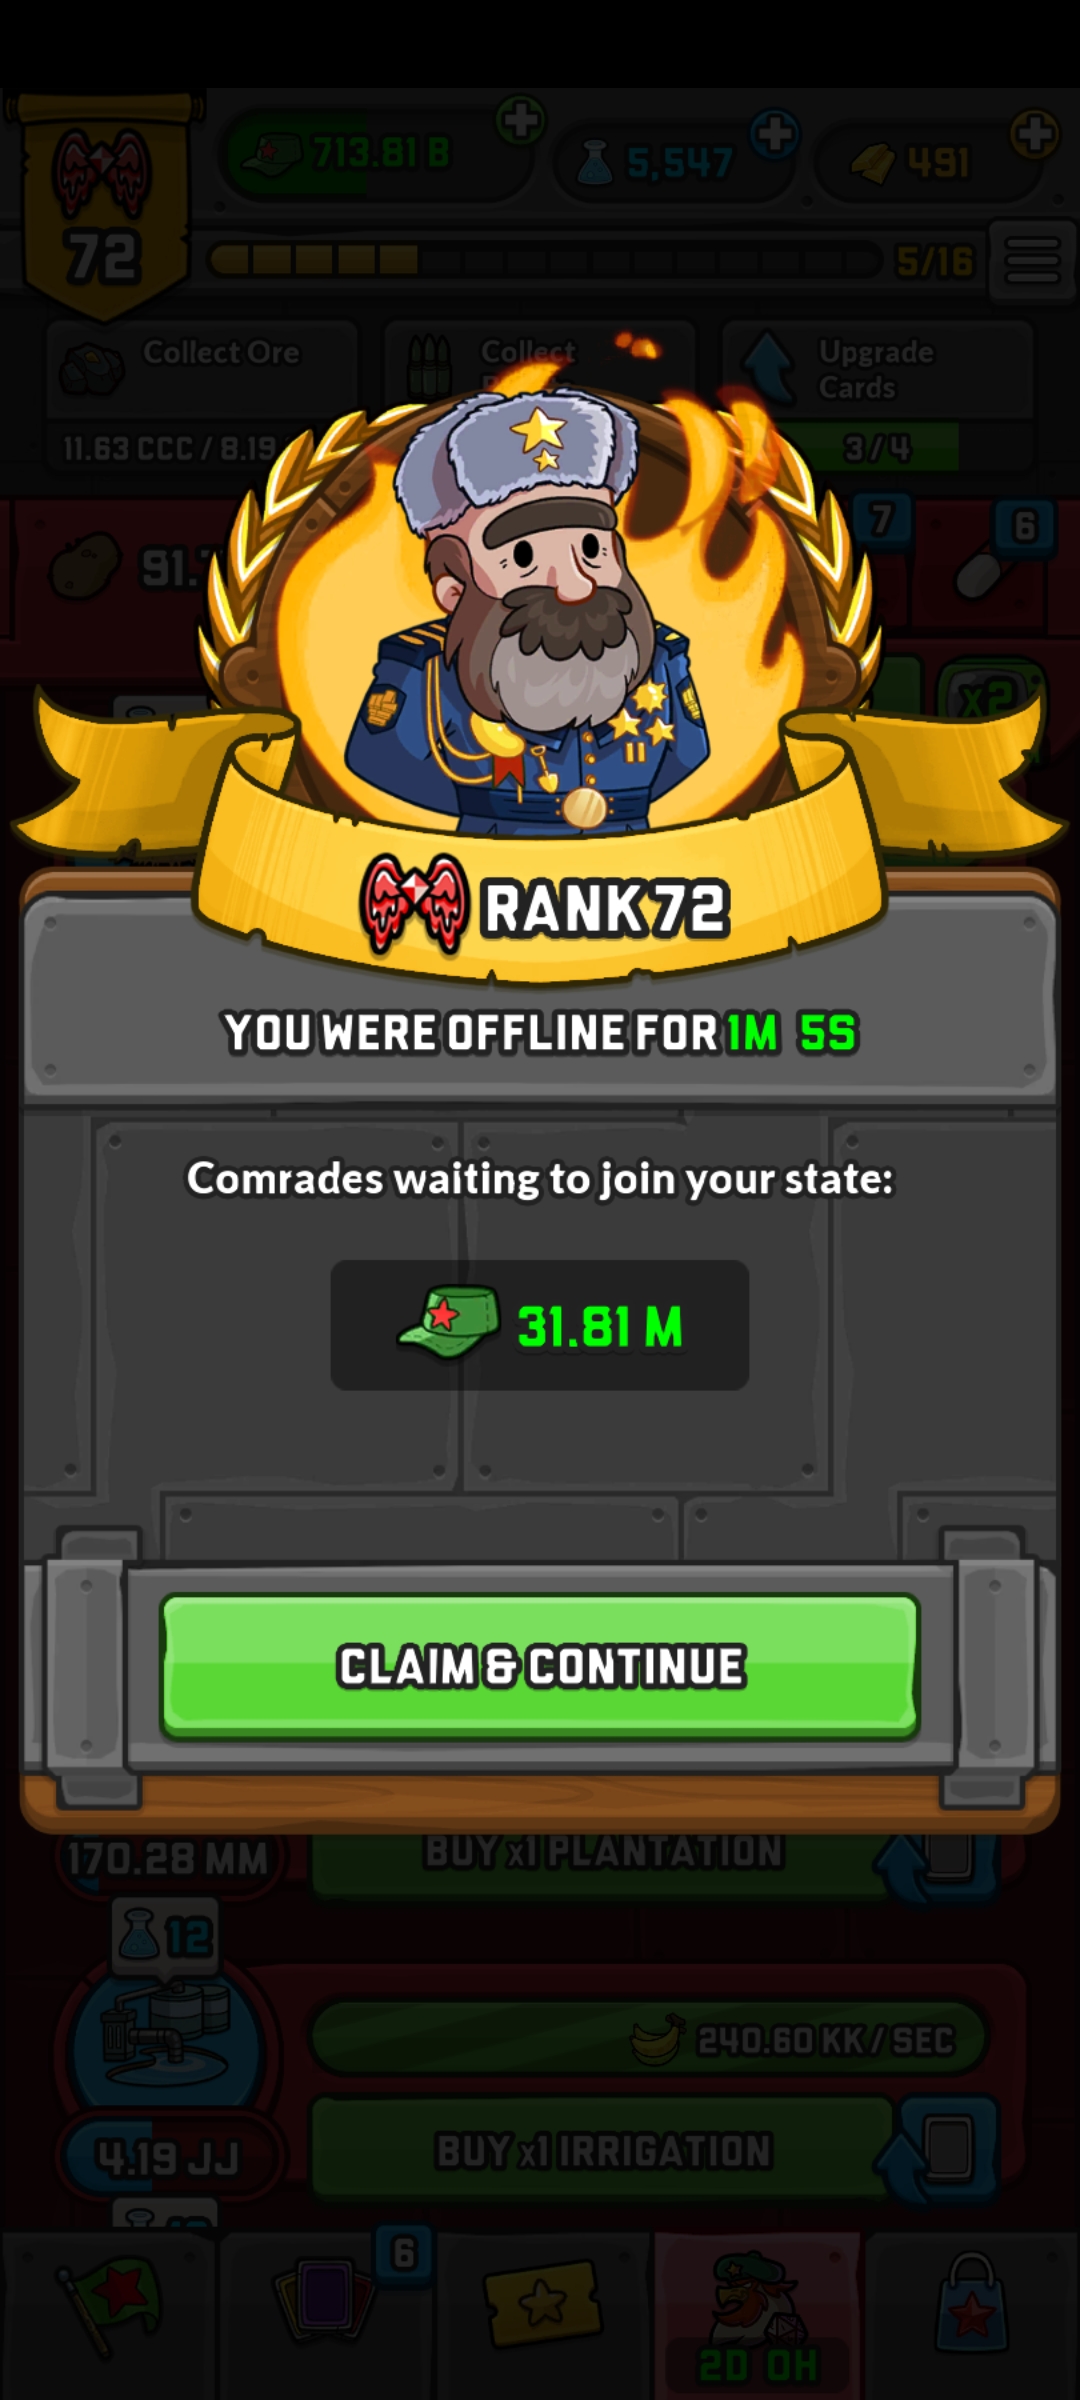 713.81 B
5,547
491
72
5/16
Collect Ore
Collect
Upgrade
Cards
11.63 CCC / 8.19
3/4
91.
7
6
x2
RANK 72
YOU WERE OFFLINE FOR 1M 5S
Comrades waiting to join your state:
31.81 M
CLAIM & CONTINUE
170.28 MM
BUY x1 PLANTATION
12
240.60 KK / SEC
4.19 JJ
BUY x1 IRRIGATION
6
2D 0H